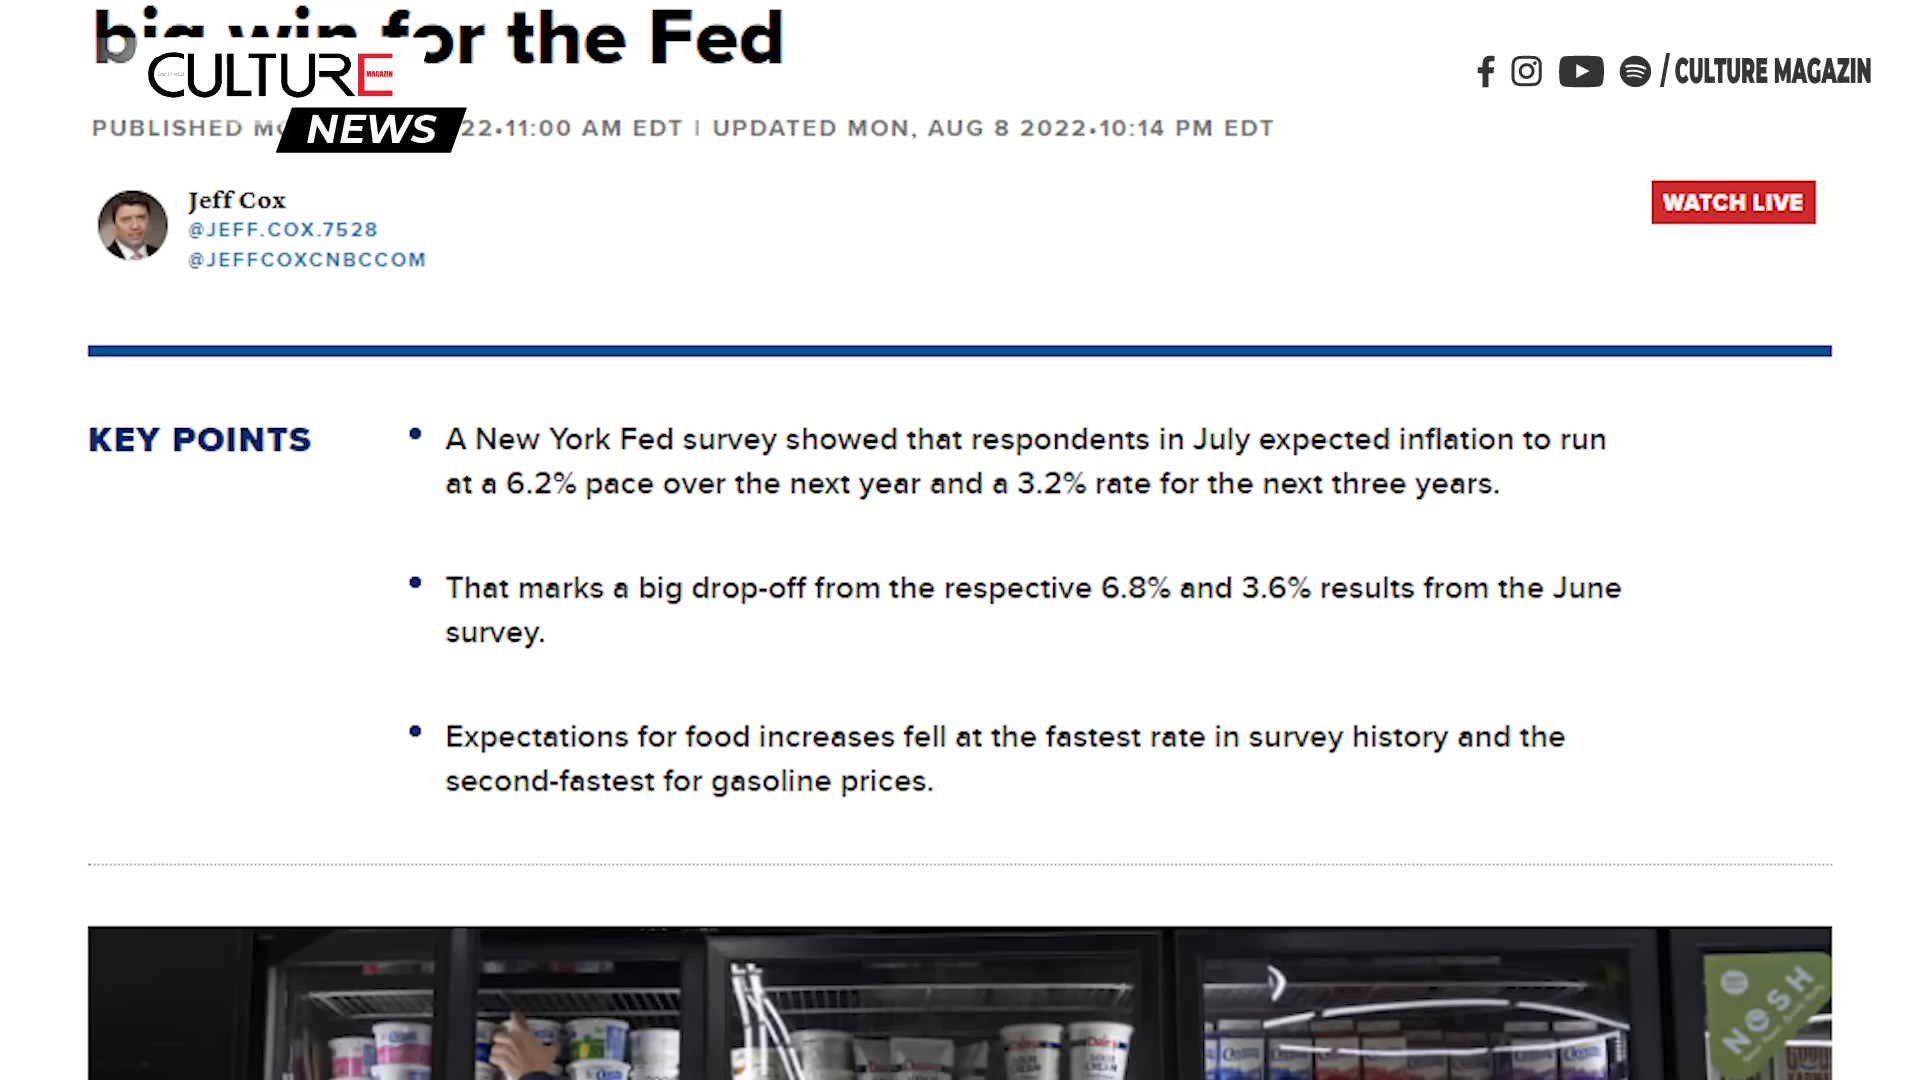 big win for the Fed
CULTURE
MAGAZIN
NEWS
/ CULTURE MAGAZIN
PUBLISHED 22•11:00 AM EDT | UPDATED MON, AUG 8 2022•10:14 PM EDT
Jeff Cox
@JEFF.COX.7528
@JEFFCOXCNBCCOM
WATCH LIVE
KEY POINTS
• A New York Fed survey showed that respondents in July expected inflation to run
at a 6.2% pace over the next year and a 3.2% rate for the next three years.
• That marks a big drop-off from the respective 6.8% and 3.6% results from the June
survey.
• Expectations for food increases fell at the fastest rate in survey history and the
second-fastest for gasoline prices.
NOSH